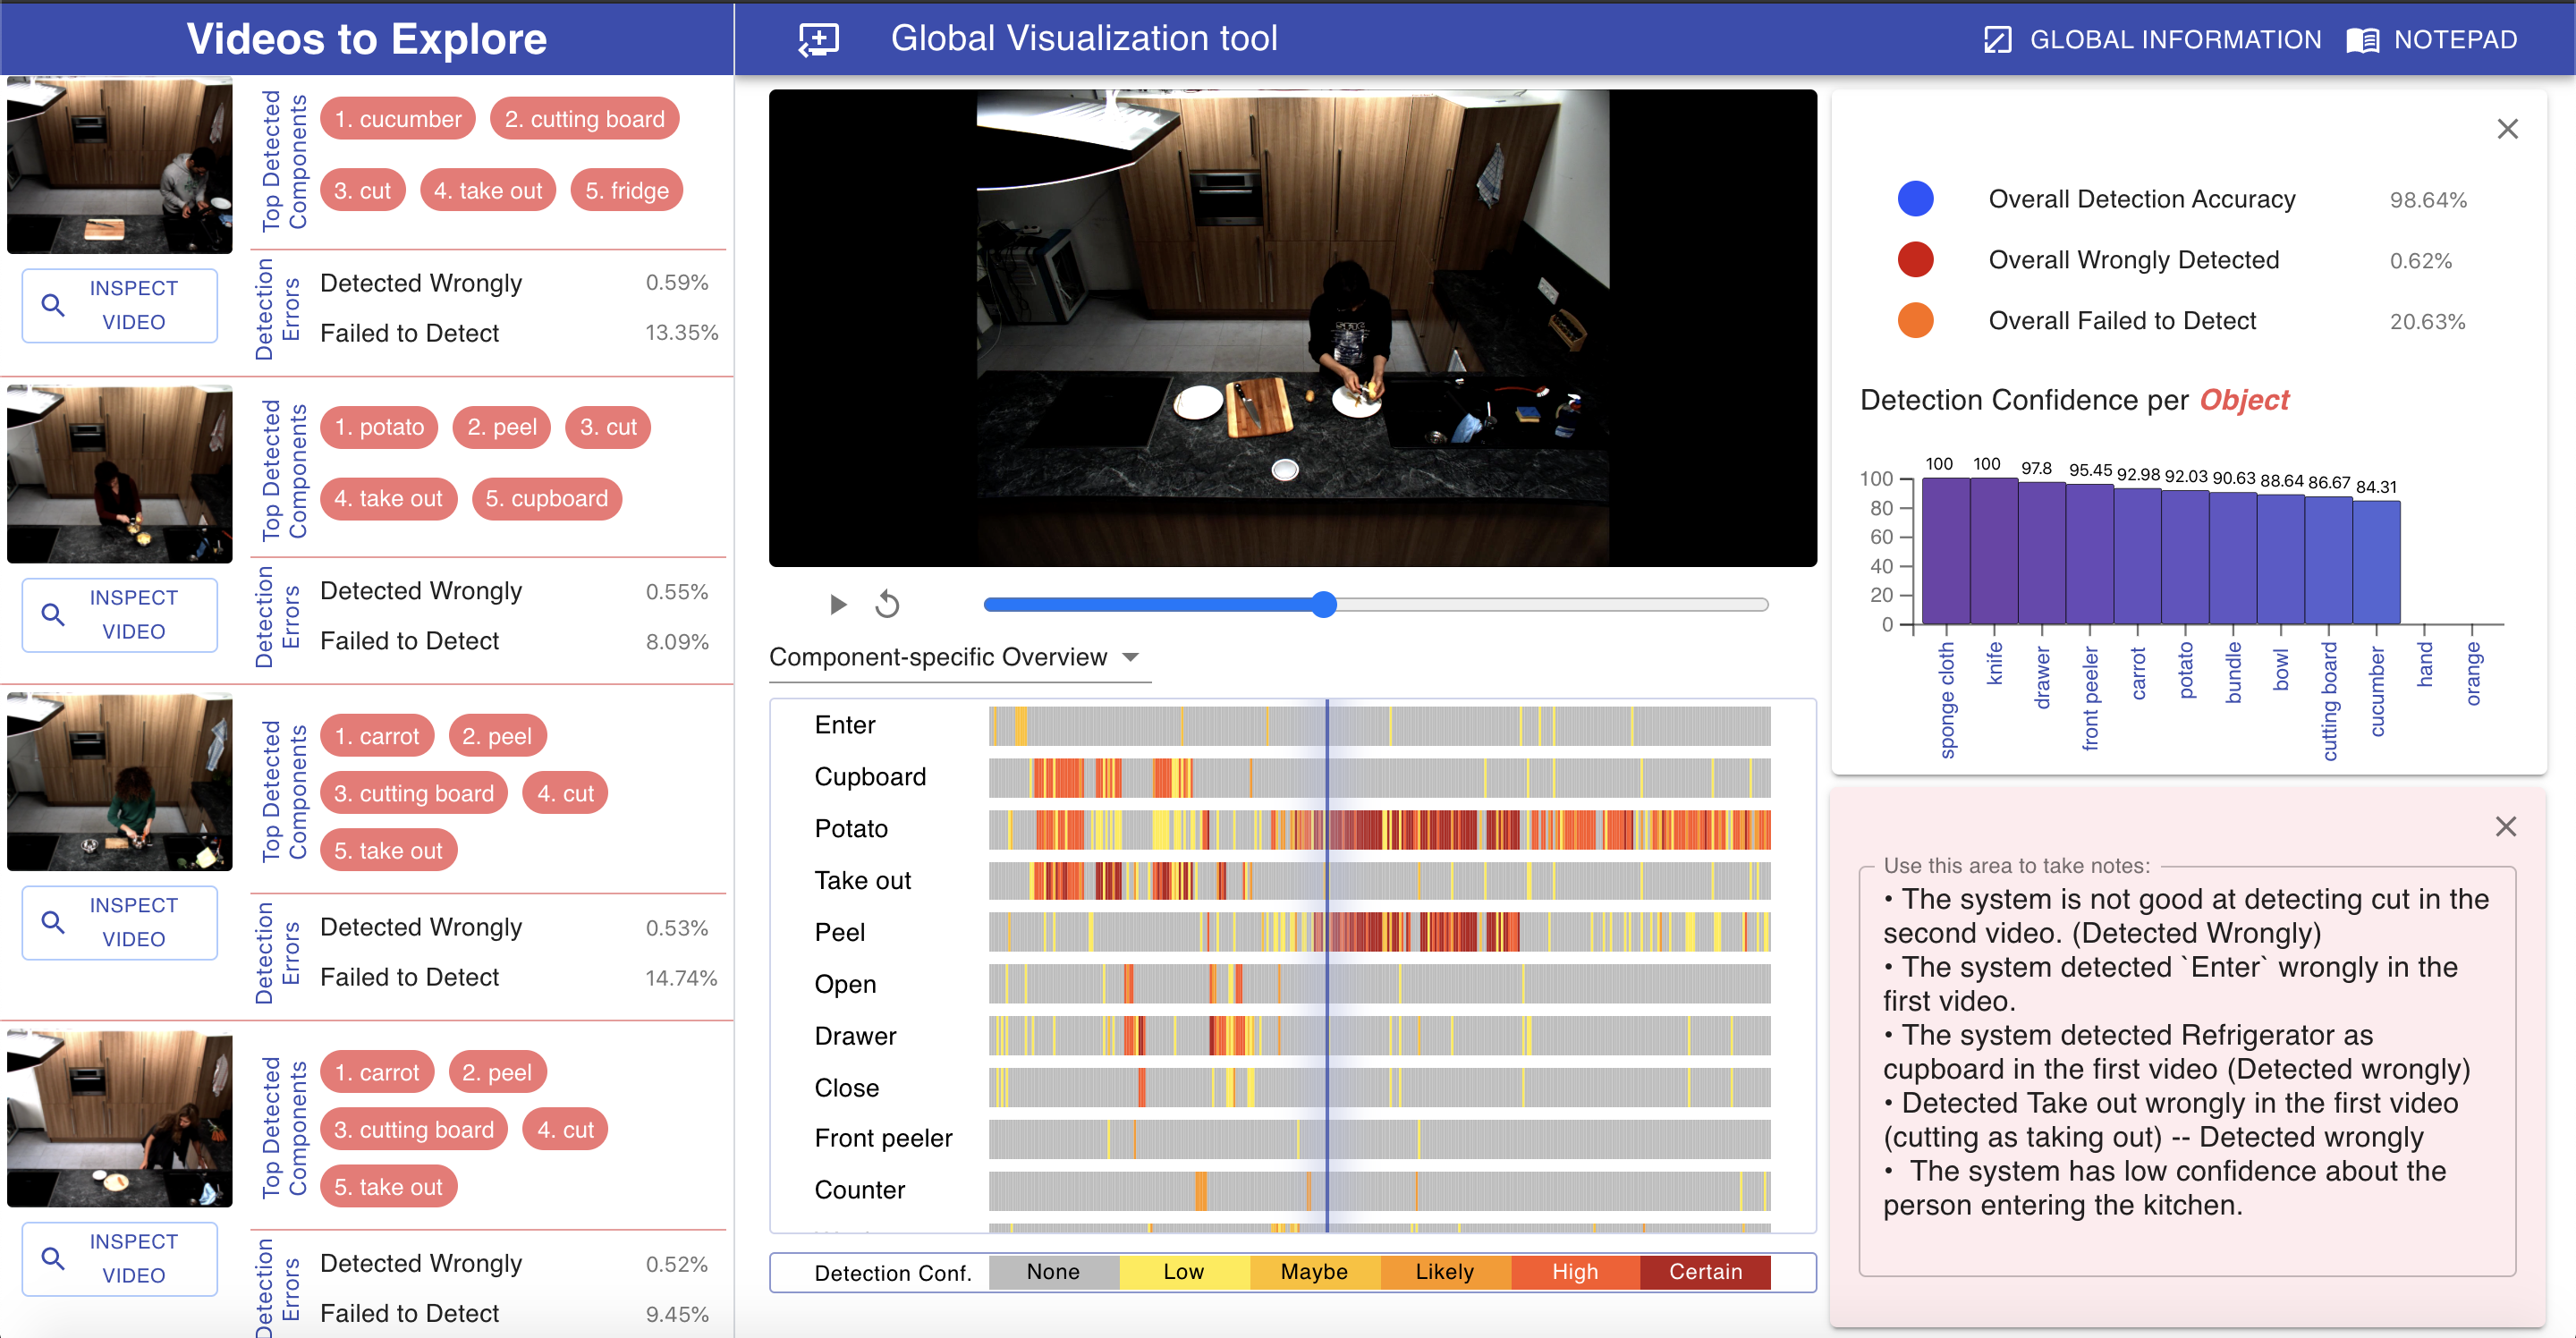 Videos to Explore
Global Visualization tool
GLOBAL INFORMATION
NOTEPAD
Top Detected
Components
1. cucumber
2. cutting board
3. cut
4. take out
5. fridge
INSPECT
VIDEO
Detection
Errors
Detected Wrongly
0.59%
Failed to Detect
13.35%
Top Detected
Components
1. potato
2. peel
3. cut
4. take out
5. cupboard
INSPECT
VIDEO
Detection
Errors
Detected Wrongly
0.55%
Failed to Detect
8.09%
Top Detected
Components
1. carrot
2. peel
3. cutting board
4. cut
5. take out
INSPECT
VIDEO
Detection
Errors
Detected Wrongly
0.53%
Failed to Detect
14.74%
Top Detected
Components
1. carrot
2. peel
3. cutting board
4. cut
5. take out
INSPECT
VIDEO
Detection
Errors
Detected Wrongly
0.52%
Failed to Detect
9.45%
Component-specific Overview
Enter
Cupboard
Potato
Take out
Peel
Open
Drawer
Close
Front peeler
Counter
Detection Conf.
None
Low
Maybe
Likely
High
Certain
Overall Detection Accuracy
98.64%
Overall Wrongly Detected
0.62%
Overall Failed to Detect
20.63%
Detection Confidence per Object
100
80
60
40
20
0
100
100
97.8
95.45
92.98
92.03
90.63
88.64
86.67
84.31
sponge cloth
knife
drawer
front peeler
carrot
potato
bundle
bowl
cutting board
cucumber
hand
orange
Use this area to take notes:
• The system is not good at detecting cut in the
second video. (Detected Wrongly)
• The system detected `Enter` wrongly in the
first video.
• The system detected Refrigerator as
cupboard in the first video (Detected wrongly)
• Detected Take out wrongly in the first video
(cutting as taking out) -- Detected wrongly
• The system has low confidence about the
person entering the kitchen.